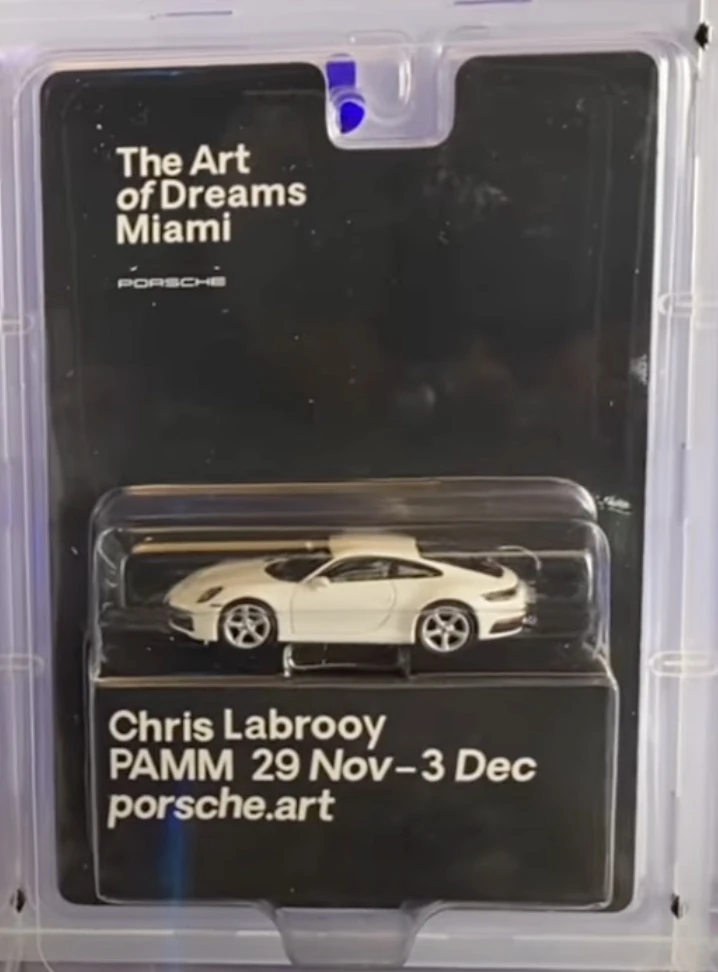 The Art
of Dreams
Miami
PORSCHE
Chris Labrooy
PAMM 29 Nov–3 Dec
porsche.art